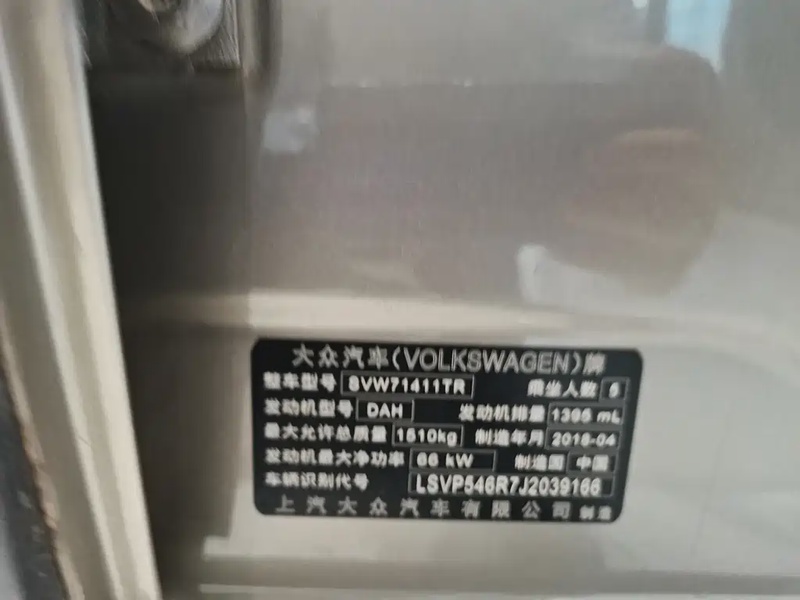 大众汽车(VOLKSWAGEN)牌
整车型号 SVW71411TR 乘坐人数 5
发动机型号 DAH 发动机排量 1395 mL
最大允许总质量 1610kg 制造年月 2018-04
发动机最大净功率 66 kW 制造国 中国
车辆识别代号 LSVP546R7J2039166
上汽大众汽车有限公司 制造